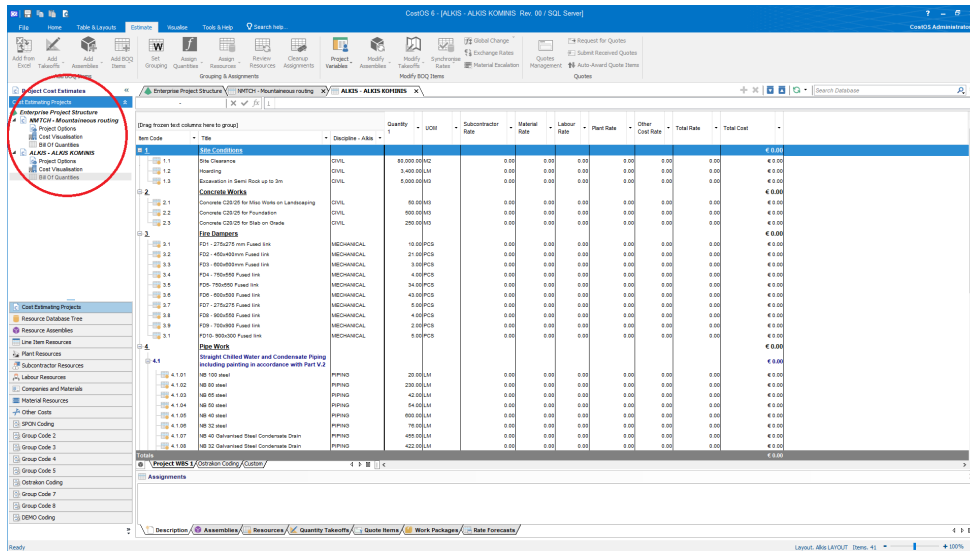 CostOS 6 - [ALKIS - ALKIS KOMINIS Rev. 00 / SQL Server]
File Home Table & Layouts Estimate Visualise Tools & Help Search help... CostOS Administrator
Add from Excel Add Takeoffs Add Assemblies Add BOQ Items Set Grouping Assign Quantities Assign Resources Review Resources Cleanup Assignments Project Variables Modify Assemblies Modify Takeoffs Synchronise Rates Global Change Exchange Rates Material Escalation Quotes Management Request for Quotes Submit Received Quotes Auto-Award Quote Items
Add BOQ Items Grouping & Assignments Modify BOQ Items Quotes
Project Cost Estimates
Cost Estimating Projects
Enterprise Project Structure
NMTCH - Mountaineous routing
Project Options
Cost Visualisation
Bill Of Quantities
ALKIS - ALKIS KOMINIS
Project Options
Cost Visualisation
Bill Of Quantities
Cost Estimating Projects
Resource Database Tree
Resource Assemblies
Line Item Resources
Plant Resources
Subcontractor Resources
Labour Resources
Companies and Materials
Material Resources
Other Costs
SPON Coding
Group Code 2
Group Code 3
Group Code 4
Group Code 5
Ostrakon Coding
Group Code 7
Group Code 8
DEMO Coding
Enterprise Project Structure NMTCH - Mountaineous routing ALKIS - ALKIS KOMINIS Search Database
1
[Drag frozen text columns here to group]
Item Code Title Discipline - Alkis Quantity 1 UOM Subcontractor Rate Material Rate Labour Rate Plant Rate Other Cost Rate Total Rate Total Cost
1 Site Conditions € 0.00
1.1 Site Clearance CIVIL 80,000.00 M2 0.00 0.00 0.00 0.00 0.00 0.00 € 0.00
1.2 Hoarding CIVIL 3,400.00 LM 0.00 0.00 0.00 0.00 0.00 0.00 € 0.00
1.3 Excavation in Semi Rock up to 3m CIVIL 5,000.00 M3 0.00 0.00 0.00 0.00 0.00 0.00 € 0.00
2 Concrete Works € 0.00
2.1 Concrete C20/25 for Misc Works on Landscaping CIVIL 60.00 M3 0.00 0.00 0.00 0.00 0.00 0.00 € 0.00
2.2 Concrete C20/25 for Foundation CIVIL 500.00 M3 0.00 0.00 0.00 0.00 0.00 0.00 € 0.00
2.3 Concrete C20/25 for Slab on Grade CIVIL 250.00 M3 0.00 0.00 0.00 0.00 0.00 0.00 € 0.00
3 Fire Dampers € 0.00
3.1 FD1 - 275x275 mm Fused link MECHANICAL 10.00 PCS 0.00 0.00 0.00 0.00 0.00 0.00 € 0.00
3.2 FD2 - 450x400mm Fused link MECHANICAL 21.00 PCS 0.00 0.00 0.00 0.00 0.00 0.00 € 0.00
3.3 FD3 - 600x600mm Fused link MECHANICAL 3.00 PCS 0.00 0.00 0.00 0.00 0.00 0.00 € 0.00
3.4 FD4 - 750x550 Fused link MECHANICAL 4.00 PCS 0.00 0.00 0.00 0.00 0.00 0.00 € 0.00
3.5 FD5- 750x550 Fused link MECHANICAL 34.00 PCS 0.00 0.00 0.00 0.00 0.00 0.00 € 0.00
3.6 FD6 - 600x500 Fused link MECHANICAL 43.00 PCS 0.00 0.00 0.00 0.00 0.00 0.00 € 0.00
3.7 FD7 - 275x275 Fused link MECHANICAL 5.00 PCS 0.00 0.00 0.00 0.00 0.00 0.00 € 0.00
3.8 FD8 - 900x550 Fused link MECHANICAL 4.00 PCS 0.00 0.00 0.00 0.00 0.00 0.00 € 0.00
3.9 FD9 - 700x900 Fused link MECHANICAL 2.00 PCS 0.00 0.00 0.00 0.00 0.00 0.00 € 0.00
3.1 FD10- 900x300 Fused link MECHANICAL 5.00 PCS 0.00 0.00 0.00 0.00 0.00 0.00 € 0.00
4 Pipe Work € 0.00
4.1 Straight Chilled Water and Condensate Piping including painting in accordance with Part V.2 € 0.00
4.1.01 NB 100 steel PIPING 20.00 LM 0.00 0.00 0.00 0.00 0.00 0.00 € 0.00
4.1.02 NB 80 steel PIPING 230.00 LM 0.00 0.00 0.00 0.00 0.00 0.00 € 0.00
4.1.03 NB 65 steel PIPING 42.00 LM 0.00 0.00 0.00 0.00 0.00 0.00 € 0.00
4.1.04 NB 50 steel PIPING 54.00 LM 0.00 0.00 0.00 0.00 0.00 0.00 € 0.00
4.1.05 NB 40 steel PIPING 600.00 LM 0.00 0.00 0.00 0.00 0.00 0.00 € 0.00
4.1.06 NB 32 steel PIPING 76.00 LM 0.00 0.00 0.00 0.00 0.00 0.00 € 0.00
4.1.07 NB 40 Galvanised Steel Condensate Drain PIPING 455.00 LM 0.00 0.00 0.00 0.00 0.00 0.00 € 0.00
4.1.08 NB 32 Galvanised Steel Condensate Drain PIPING 422.00 LM 0.00 0.00 0.00 0.00 0.00 0.00 € 0.00
Totals € 0.00
Project WBS 1 Ostrakon Coding Custom
Assignments
Description Assemblies Resources Quantity Takeoffs Quote Items Work Packages Rate Forecasts
Ready Layout. Alkis LAYOUT Items. 41 + 100%